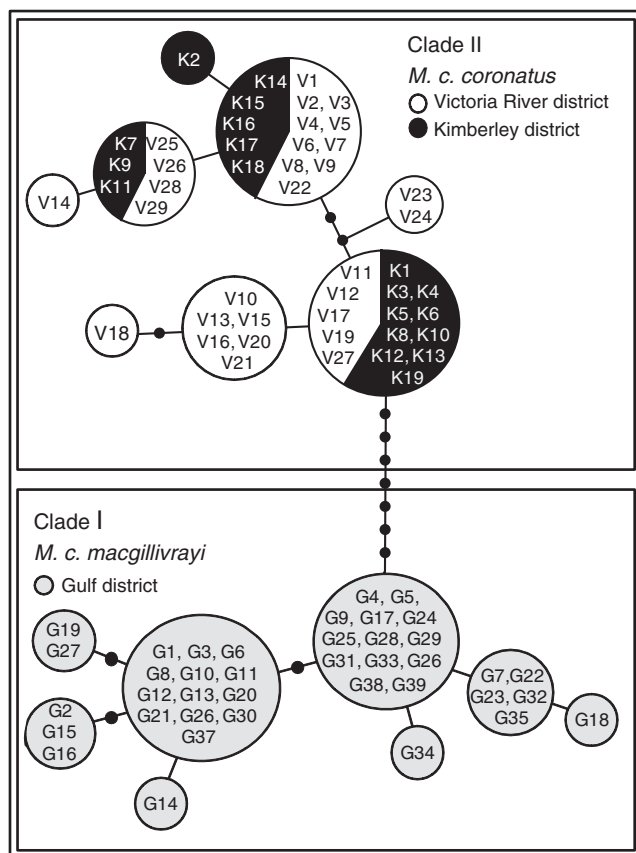 Clade II
M. c. coronatus
Victoria River district
Kimberley district
K2
K14
K15
K16
K17
K18
V1
V2, V3
V4, V5
V6, V7
V8, V9
V22
K7
K9
K11
V25
V26
V28
V29
V14
V23
V24
V11
V12
V17
V19
V27
K1
K3, K4
K5, K6
K8, K10
K12, K13
K19
V10
V13, V15
V16, V20
V21
V18
Clade I
M. c. macgillivrayi
Gulf district
G4, G5,
G9, G17, G24
G25, G28, G29
G31, G33, G26
G38, G39
G19
G27
G1, G3, G6
G8, G10, G11
G12, G13, G20
G21, G26, G30
G37
G7, G22
G23, G32
G35
G18
G2
G15
G16
G34
G14